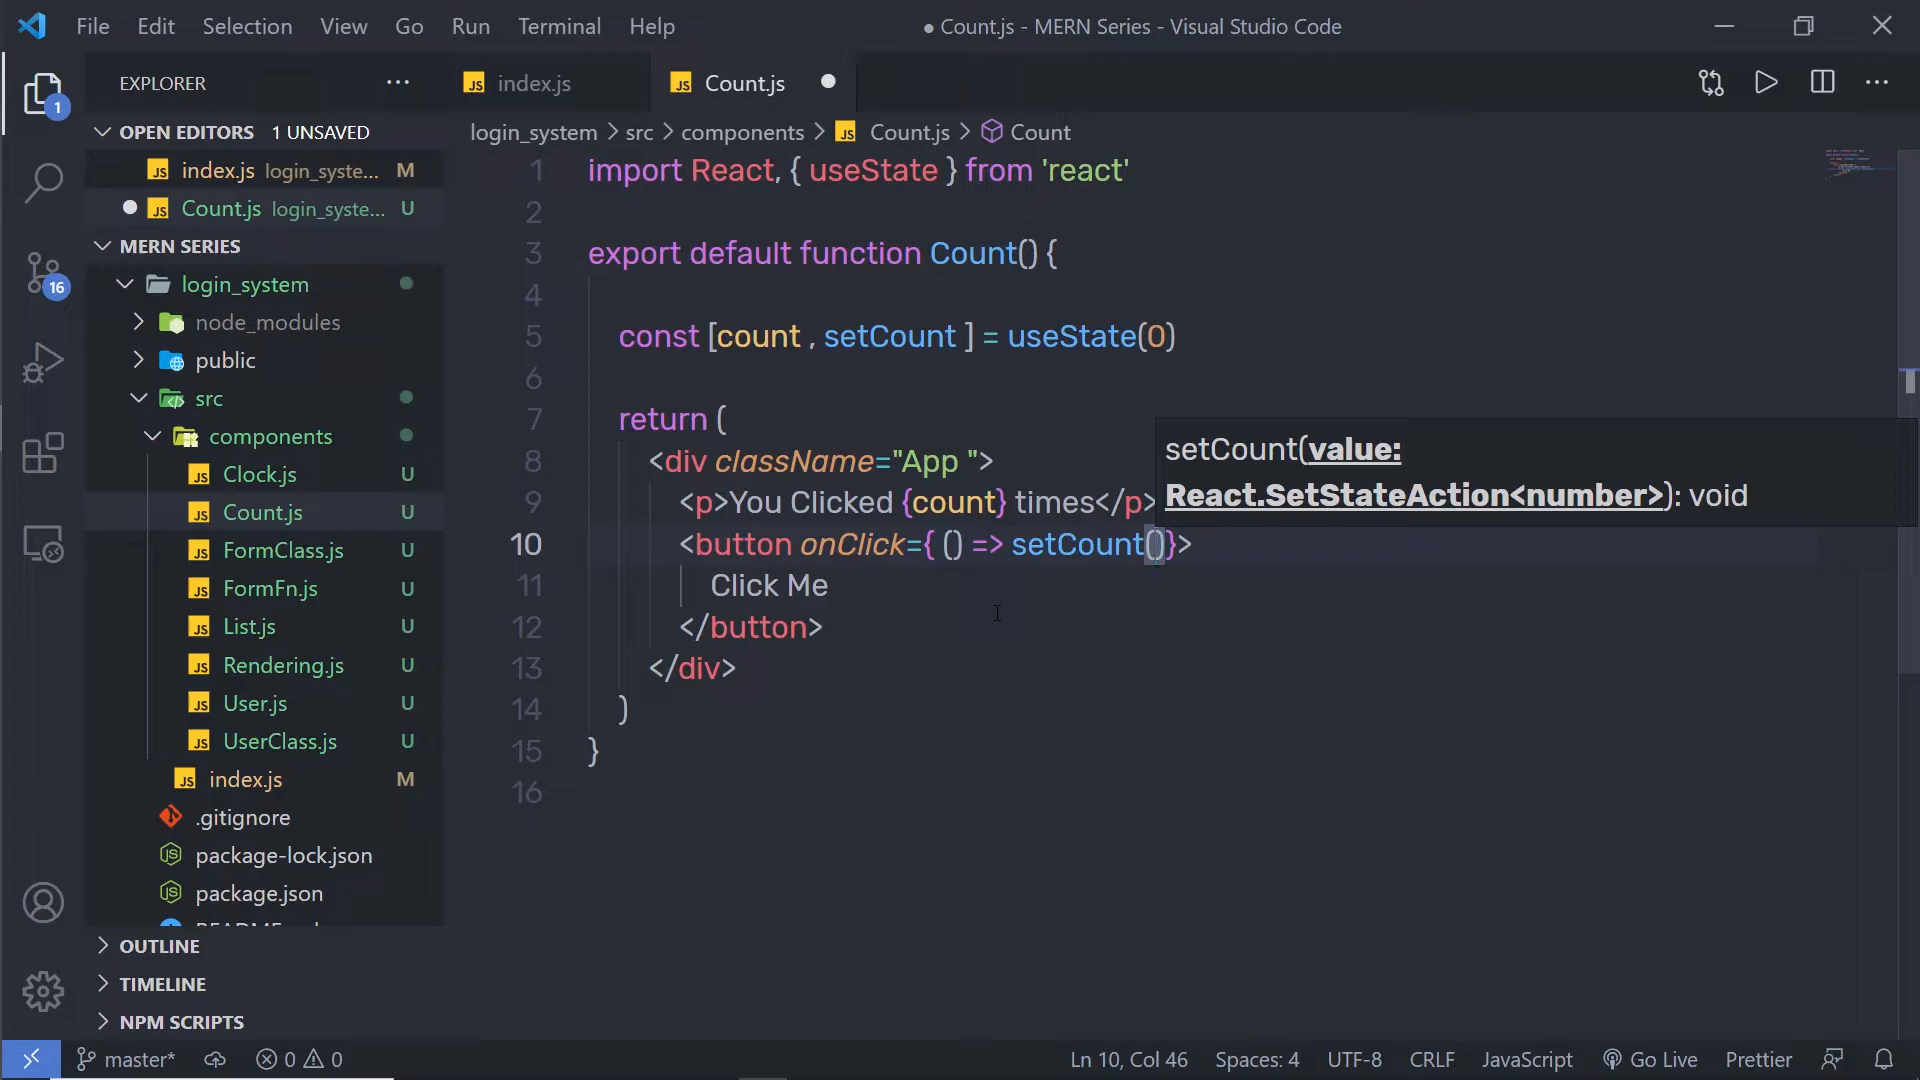 File Edit Selection View Go Run Terminal Help
● Count.js - MERN Series - Visual Studio Code
EXPLORER
index.js
Count.js
OPEN EDITORS 1 UNSAVED
index.js login_syste... M
Count.js login_syste... U
MERN SERIES
login_system
node_modules
public
src
components
Clock.js U
Count.js U
FormClass.js U
FormFn.js U
List.js U
Rendering.js U
User.js U
UserClass.js U
index.js M
.gitignore
package-lock.json
package.json
OUTLINE
TIMELINE
NPM SCRIPTS
1
16
login_system > src > components > Count.js > Count
1 import React, { useState } from 'react'
2
3 export default function Count() {
4
5 const [count , setCount ] = useState(0)
6
7 return (
8 <div className="App ">
9 <p>You Clicked {count} times</p>
10 <button onClick={ () => setCount()}>
11 Click Me
12 </button>
13 </div>
14 )
15 }
16
setCount(value:
React.SetStateAction<number>): void
master* 0 0 Ln 10, Col 46 Spaces: 4 UTF-8 CRLF JavaScript Go Live Prettier